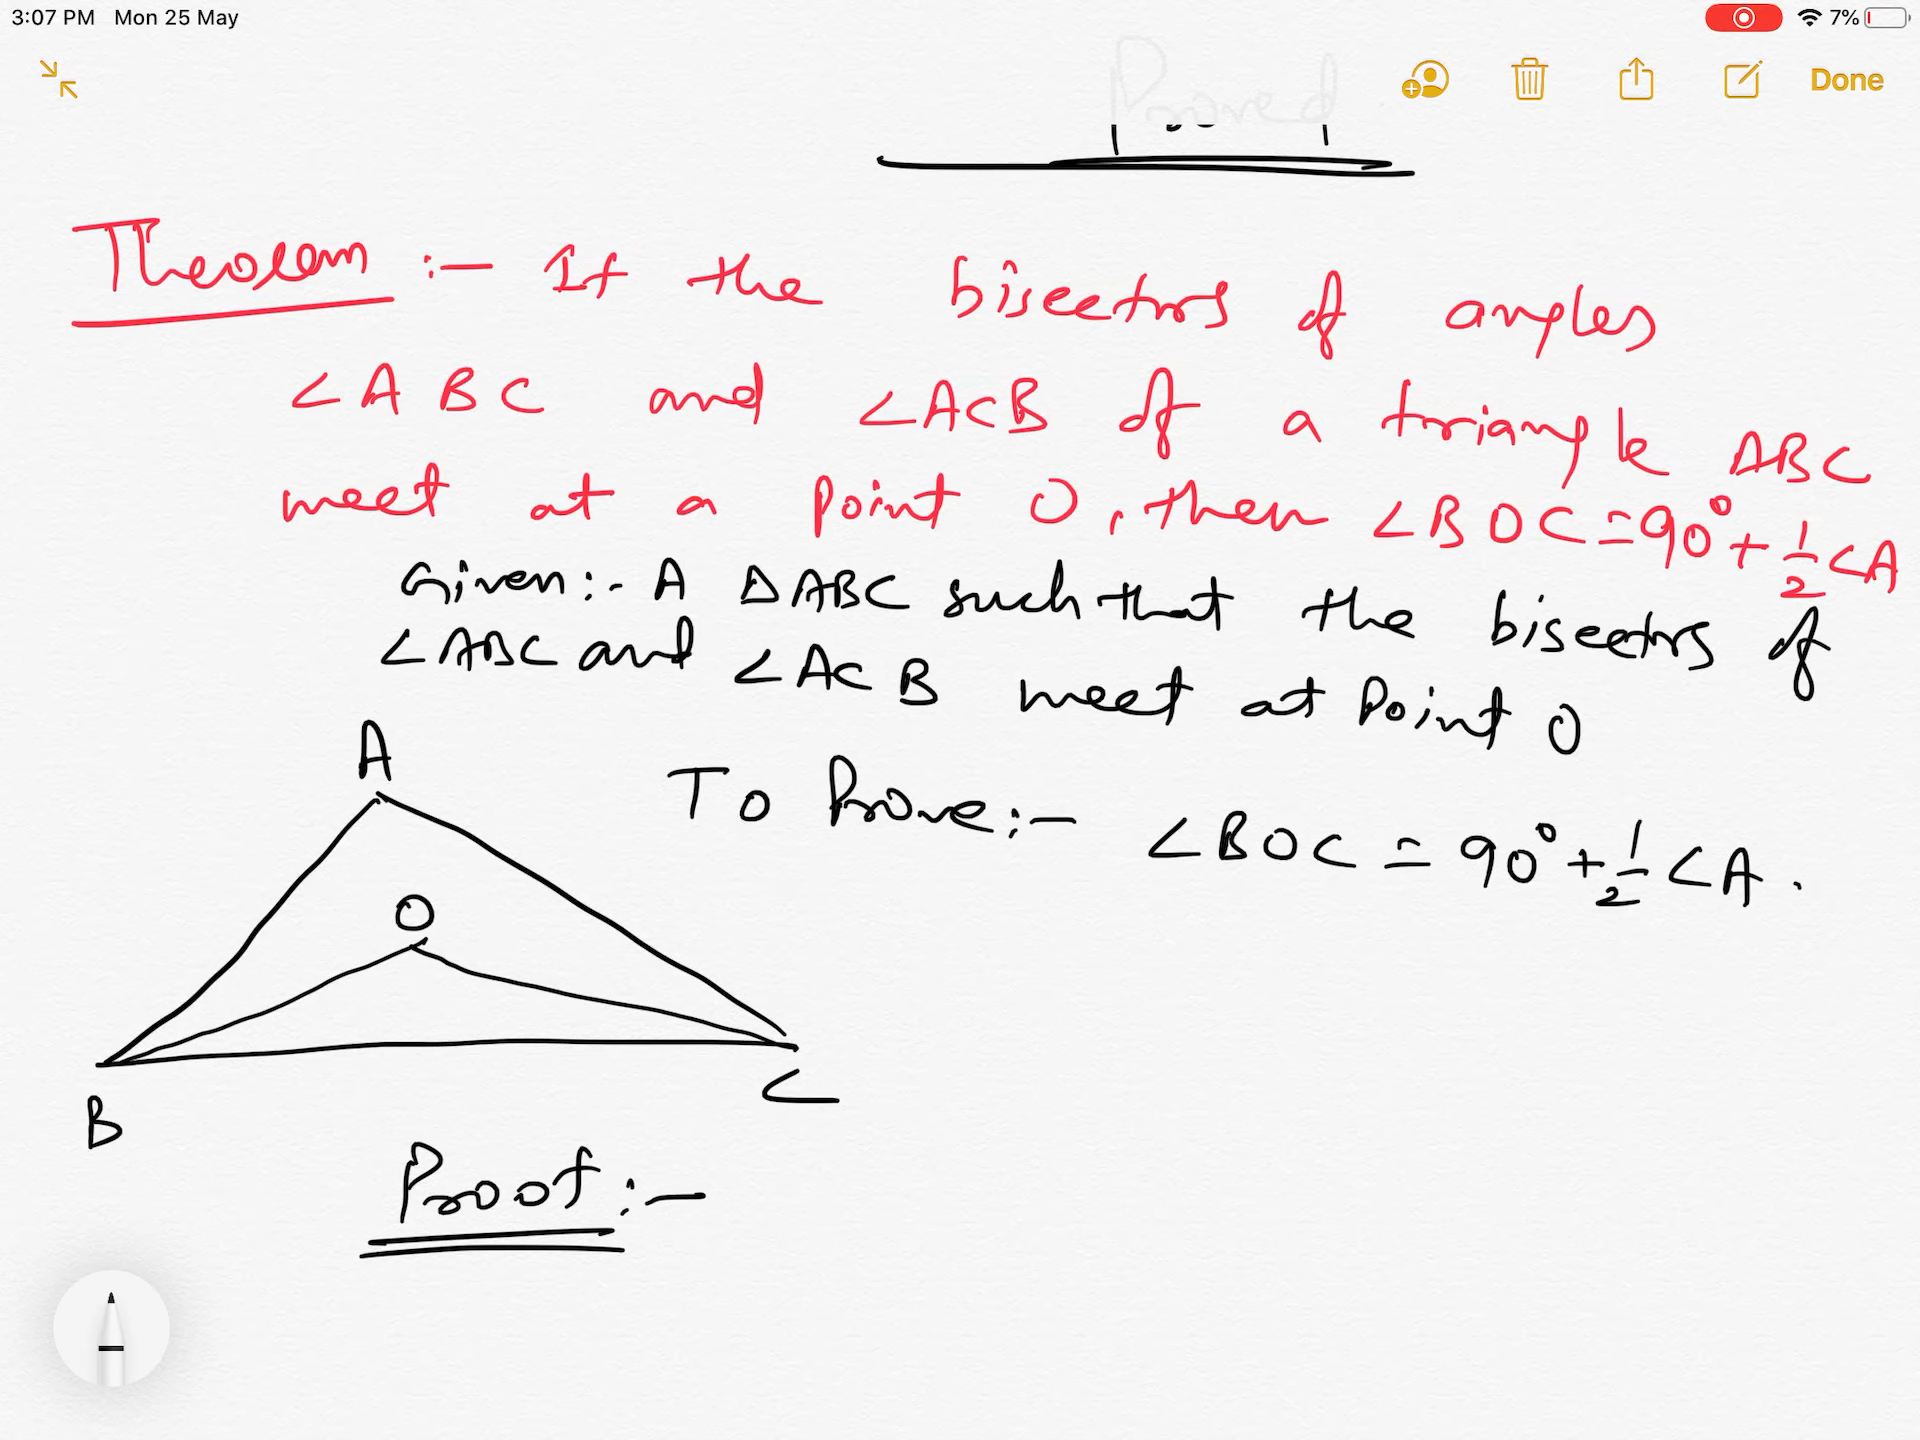 3:07 PM Mon 25 May
7%
Done
Proved
Theorem :- If the bisectors of angles
∠ABC and ∠ACB of a triangle ABC
meet at a point O, then ∠BOC = 90° + 1/2 ∠A
Given :- A △ABC such that the bisectors of
∠ABC and ∠ACB meet at Point O
To Prove :- ∠BOC = 90° + 1/2 ∠A.
A
O
B
C
Proof :-